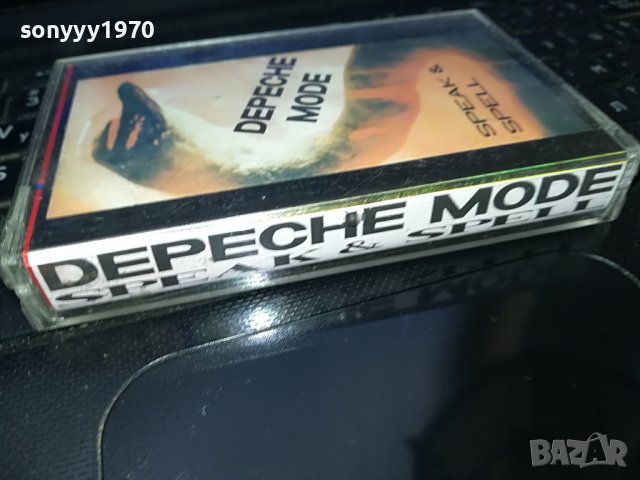 sonyyy1970
DEPECHE
MODE
SPEAK &
SPELL
DEPECHE MODE
SPEAK & SPELL
BAZAR